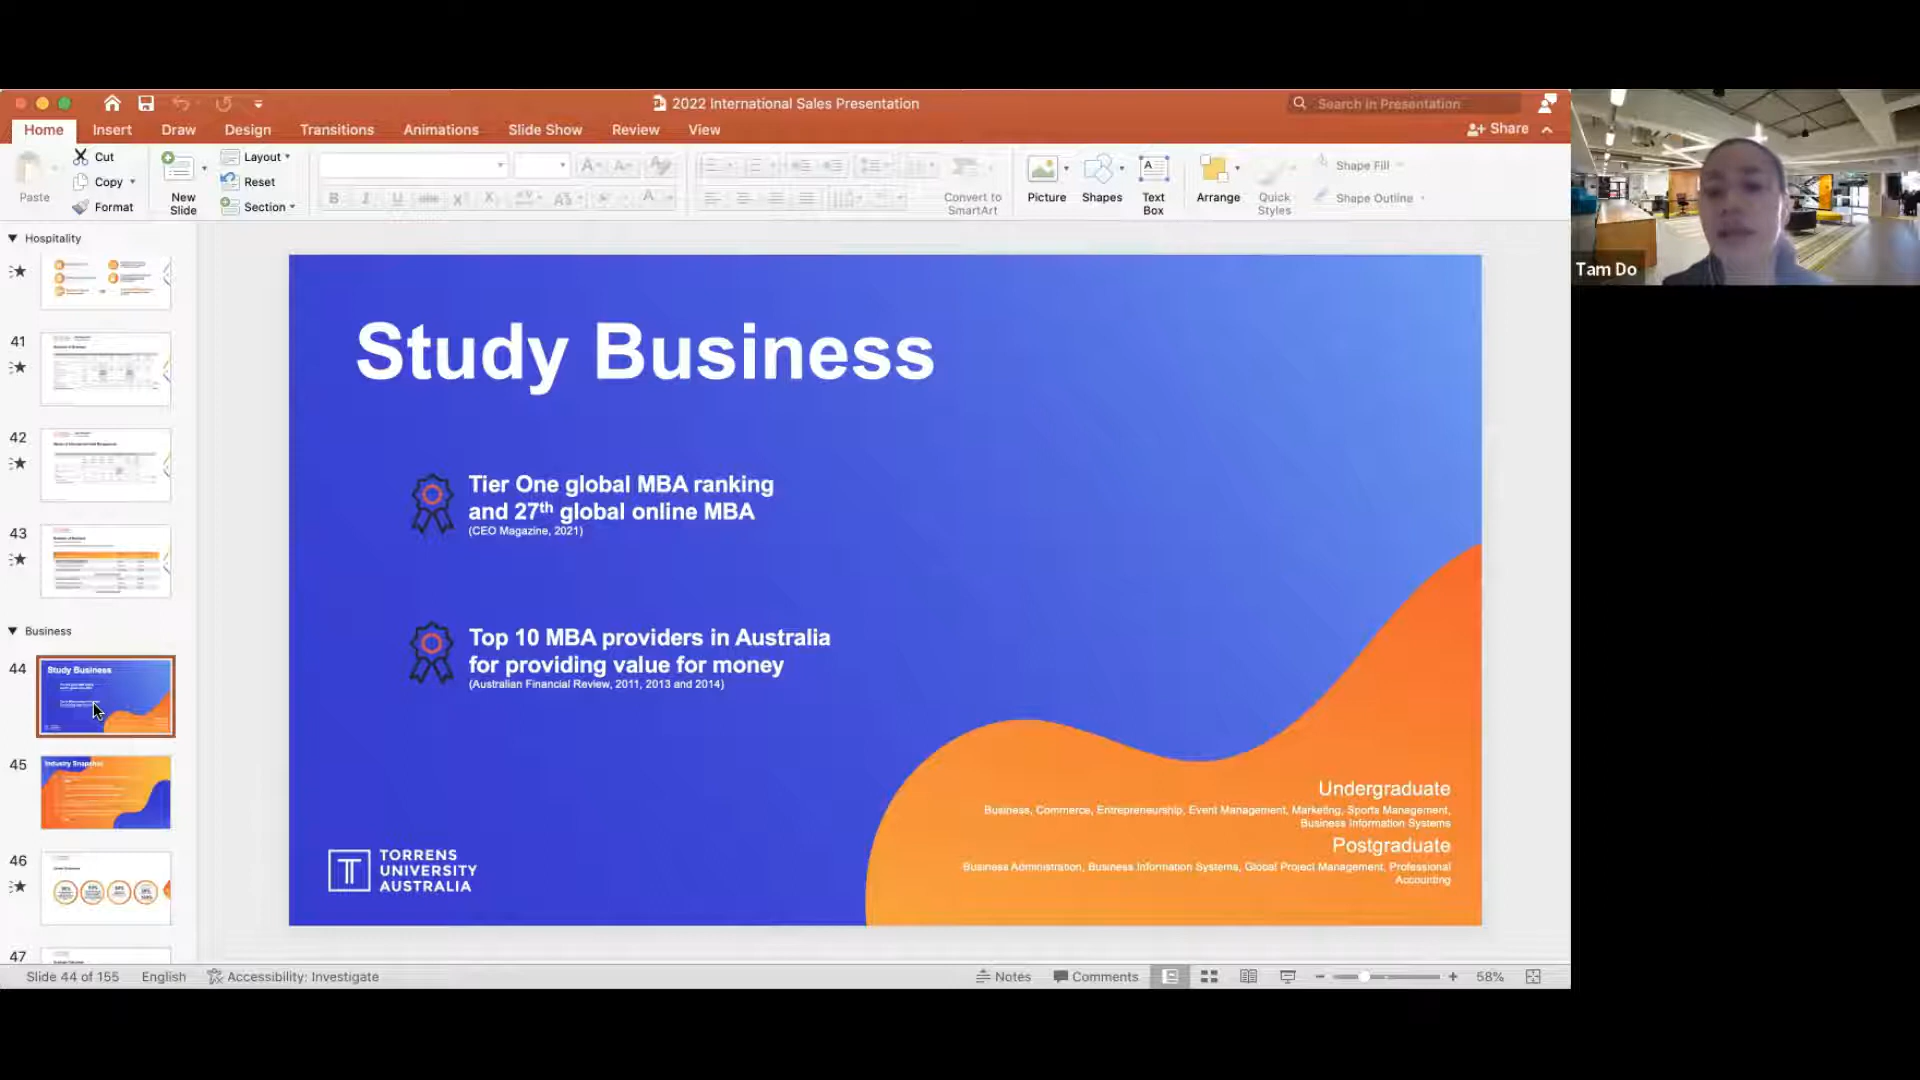 2022 International Sales Presentation
Search in Presentation
Home Insert Draw Design Transitions Animations Slide Show Review View
Share
Paste
Cut
Copy
Format
New Slide
Layout
Reset
Section
Convert to SmartArt
Picture
Shapes
Text Box
Arrange
Quick Styles
Shape Fill
Shape Outline
Hospitality
41
42
43
Business
44
Study Business
45
Industry Snapshot
46
47
Study Business
Tier One global MBA ranking
and 27th global online MBA
(CEO Magazine, 2021)
Top 10 MBA providers in Australia
for providing value for money
(Australian Financial Review, 2011, 2013 and 2014)
TORRENS
UNIVERSITY
AUSTRALIA
Undergraduate
Business, Commerce, Entrepreneurship, Event Management, Marketing, Sports Management,
Business Information Systems
Postgraduate
Business Administration, Business Information Systems, Global Project Management, Professional
Accounting
Tam Do
Slide 44 of 155 English Accessibility: Investigate
Notes Comments 58%